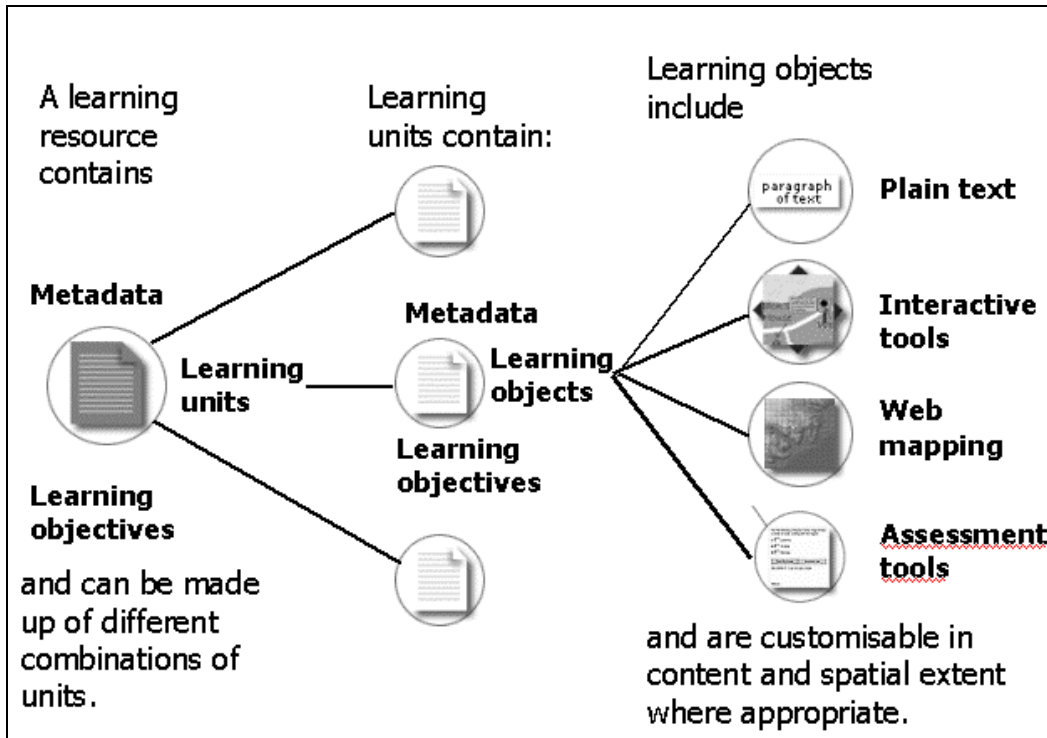 A learning
resource
contains
Metadata
Learning
units
Learning
objectives
and can be made
up of different
combinations of
units.
Learning
units contain:
Metadata
Learning
objects
Learning
objectives
Learning objects
include
paragraph
of text
Plain text
Interactive
tools
Web
mapping
Assessment
tools
and are customisable in
content and spatial extent
where appropriate.